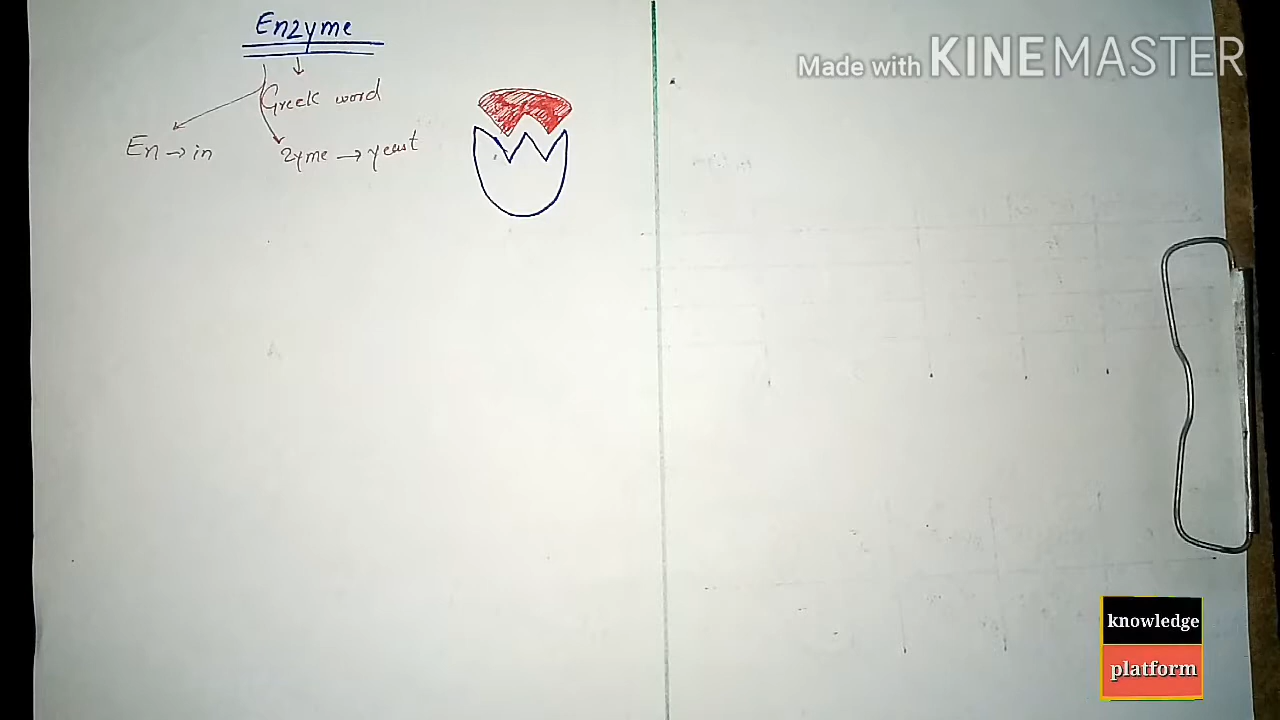 Enzyme
Greek word
En → in
zyme → yeast
Made with KINEMASTER
knowledge
platform